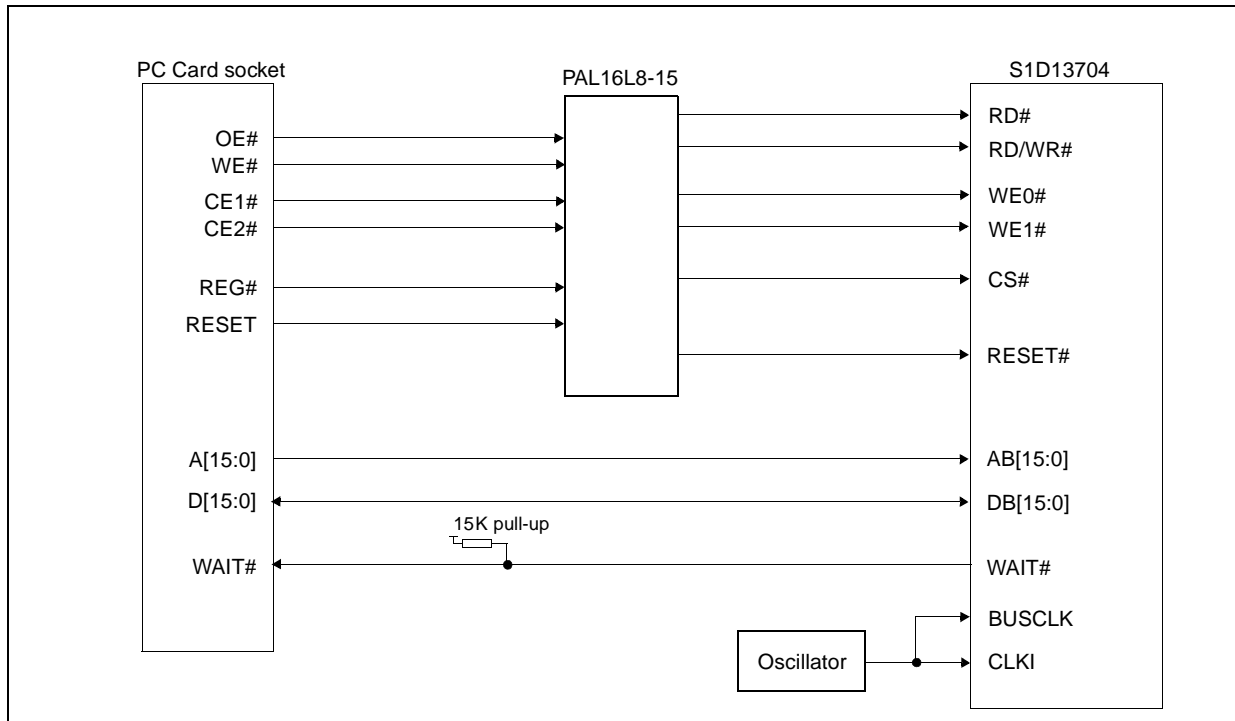 PC Card socket
PAL16L8-15
S1D13704
OE#
WE#
CE1#
CE2#
REG#
RESET
A[15:0]
D[15:0]
WAIT#
15K pull-up
RD#
RD/WR#
WE0#
WE1#
CS#
RESET#
AB[15:0]
DB[15:0]
WAIT#
BUSCLK
CLKI
Oscillator